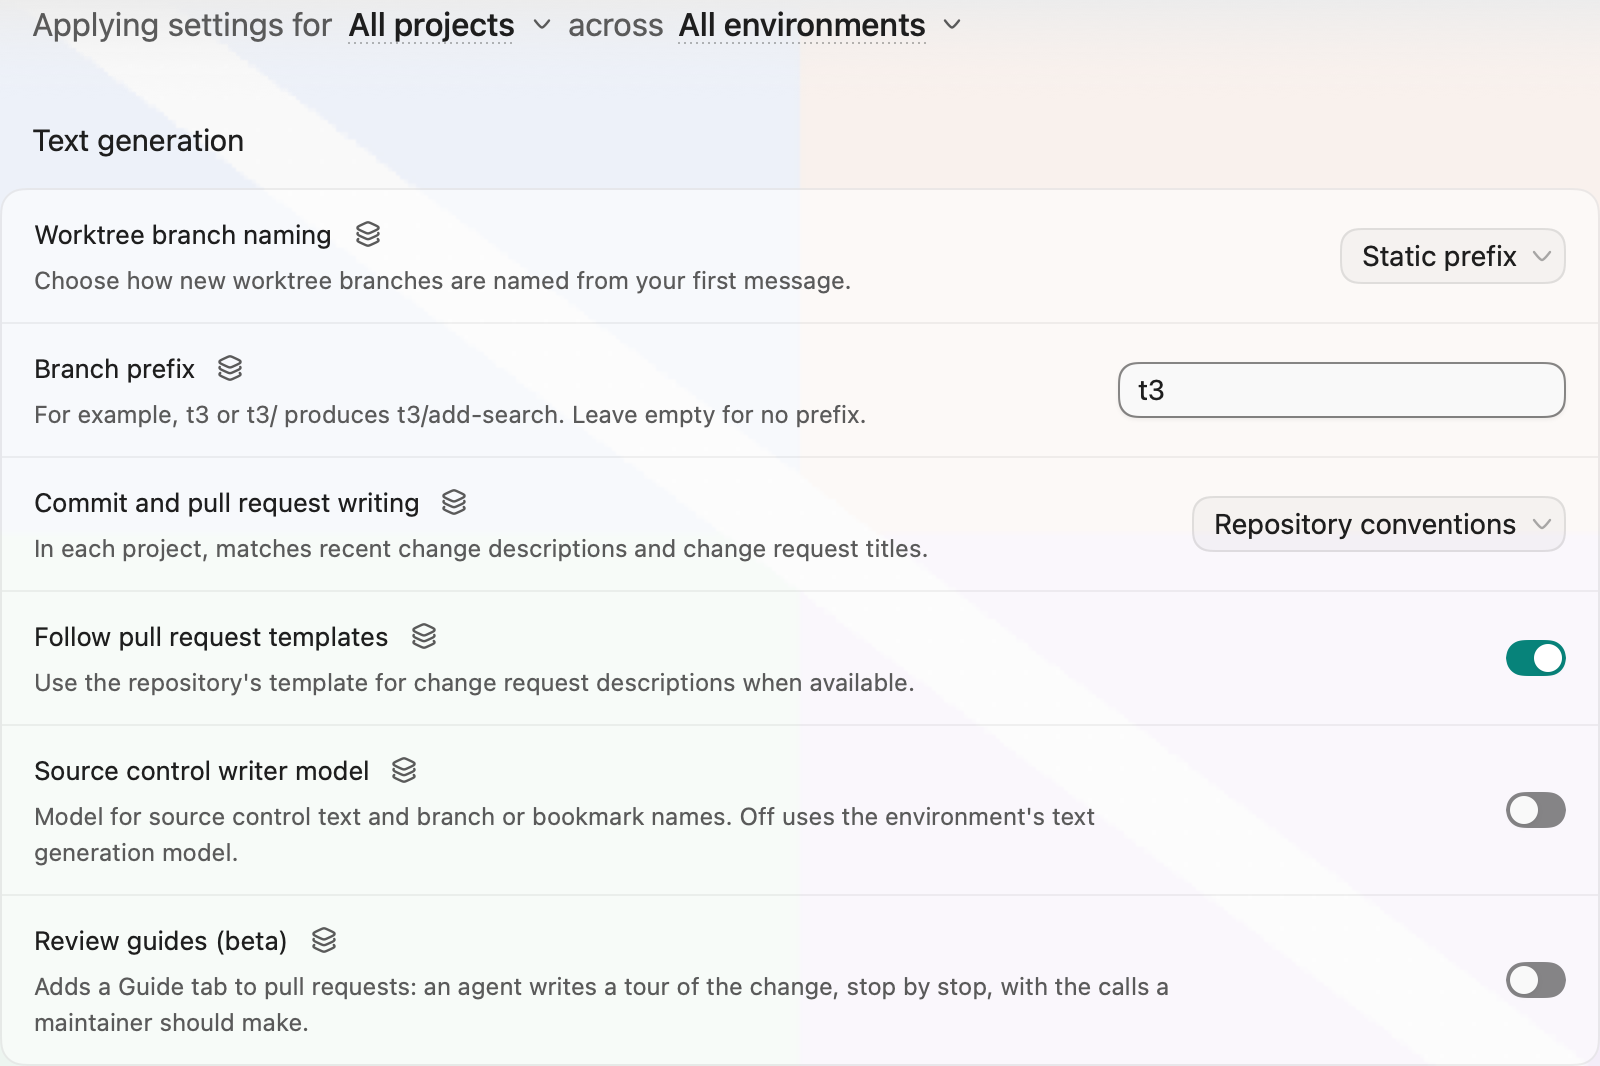 Applying settings for All projects across All environments
Text generation
Worktree branch naming
Choose how new worktree branches are named from your first message.
Static prefix
Branch prefix
For example, t3 or t3/ produces t3/add-search. Leave empty for no prefix.
t3
Commit and pull request writing
In each project, matches recent change descriptions and change request titles.
Repository conventions
Follow pull request templates
Use the repository's template for change request descriptions when available.
Source control writer model
Model for source control text and branch or bookmark names. Off uses the environment's text
generation model.
Review guides (beta)
Adds a Guide tab to pull requests: an agent writes a tour of the change, stop by stop, with the calls a
maintainer should make.